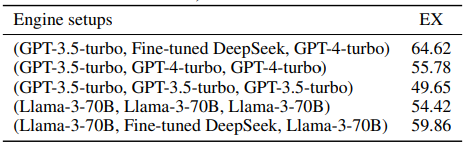 Engine setups EX
(GPT-3.5-turbo, Fine-tuned DeepSeek, GPT-4-turbo) 64.62
(GPT-3.5-turbo, GPT-4-turbo, GPT-4-turbo) 55.78
(GPT-3.5-turbo, GPT-3.5-turbo, GPT-3.5-turbo) 49.65
(Llama-3-70B, Llama-3-70B, Llama-3-70B) 54.42
(Llama-3-70B, Fine-tuned DeepSeek, Llama-3-70B) 59.86